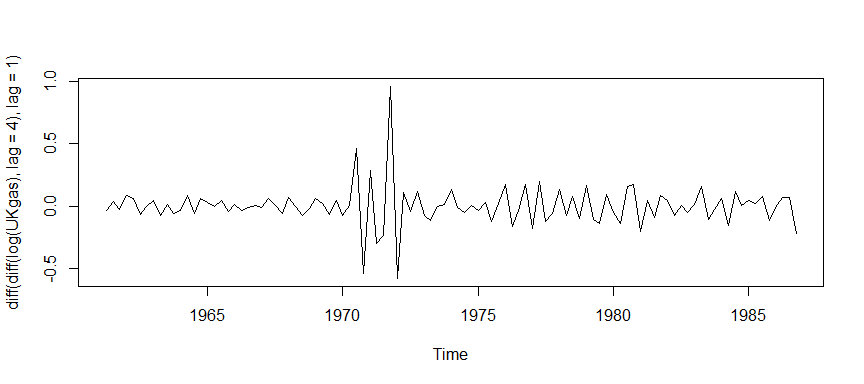 diff(diff(log(UKgas), lag = 4), lag = 1)
1.0
0.5
0.0
-0.5
1965 1970 1975 1980 1985
Time